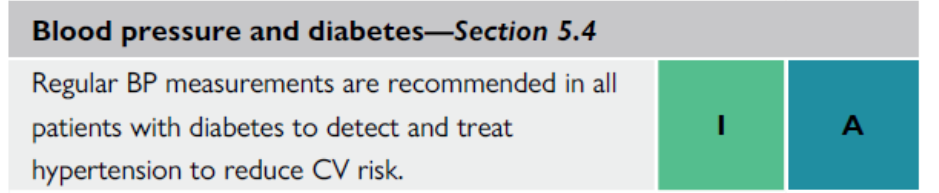 Blood pressure and diabetes—Section 5.4
Regular BP measurements are recommended in all
patients with diabetes to detect and treat
hypertension to reduce CV risk.
I
A